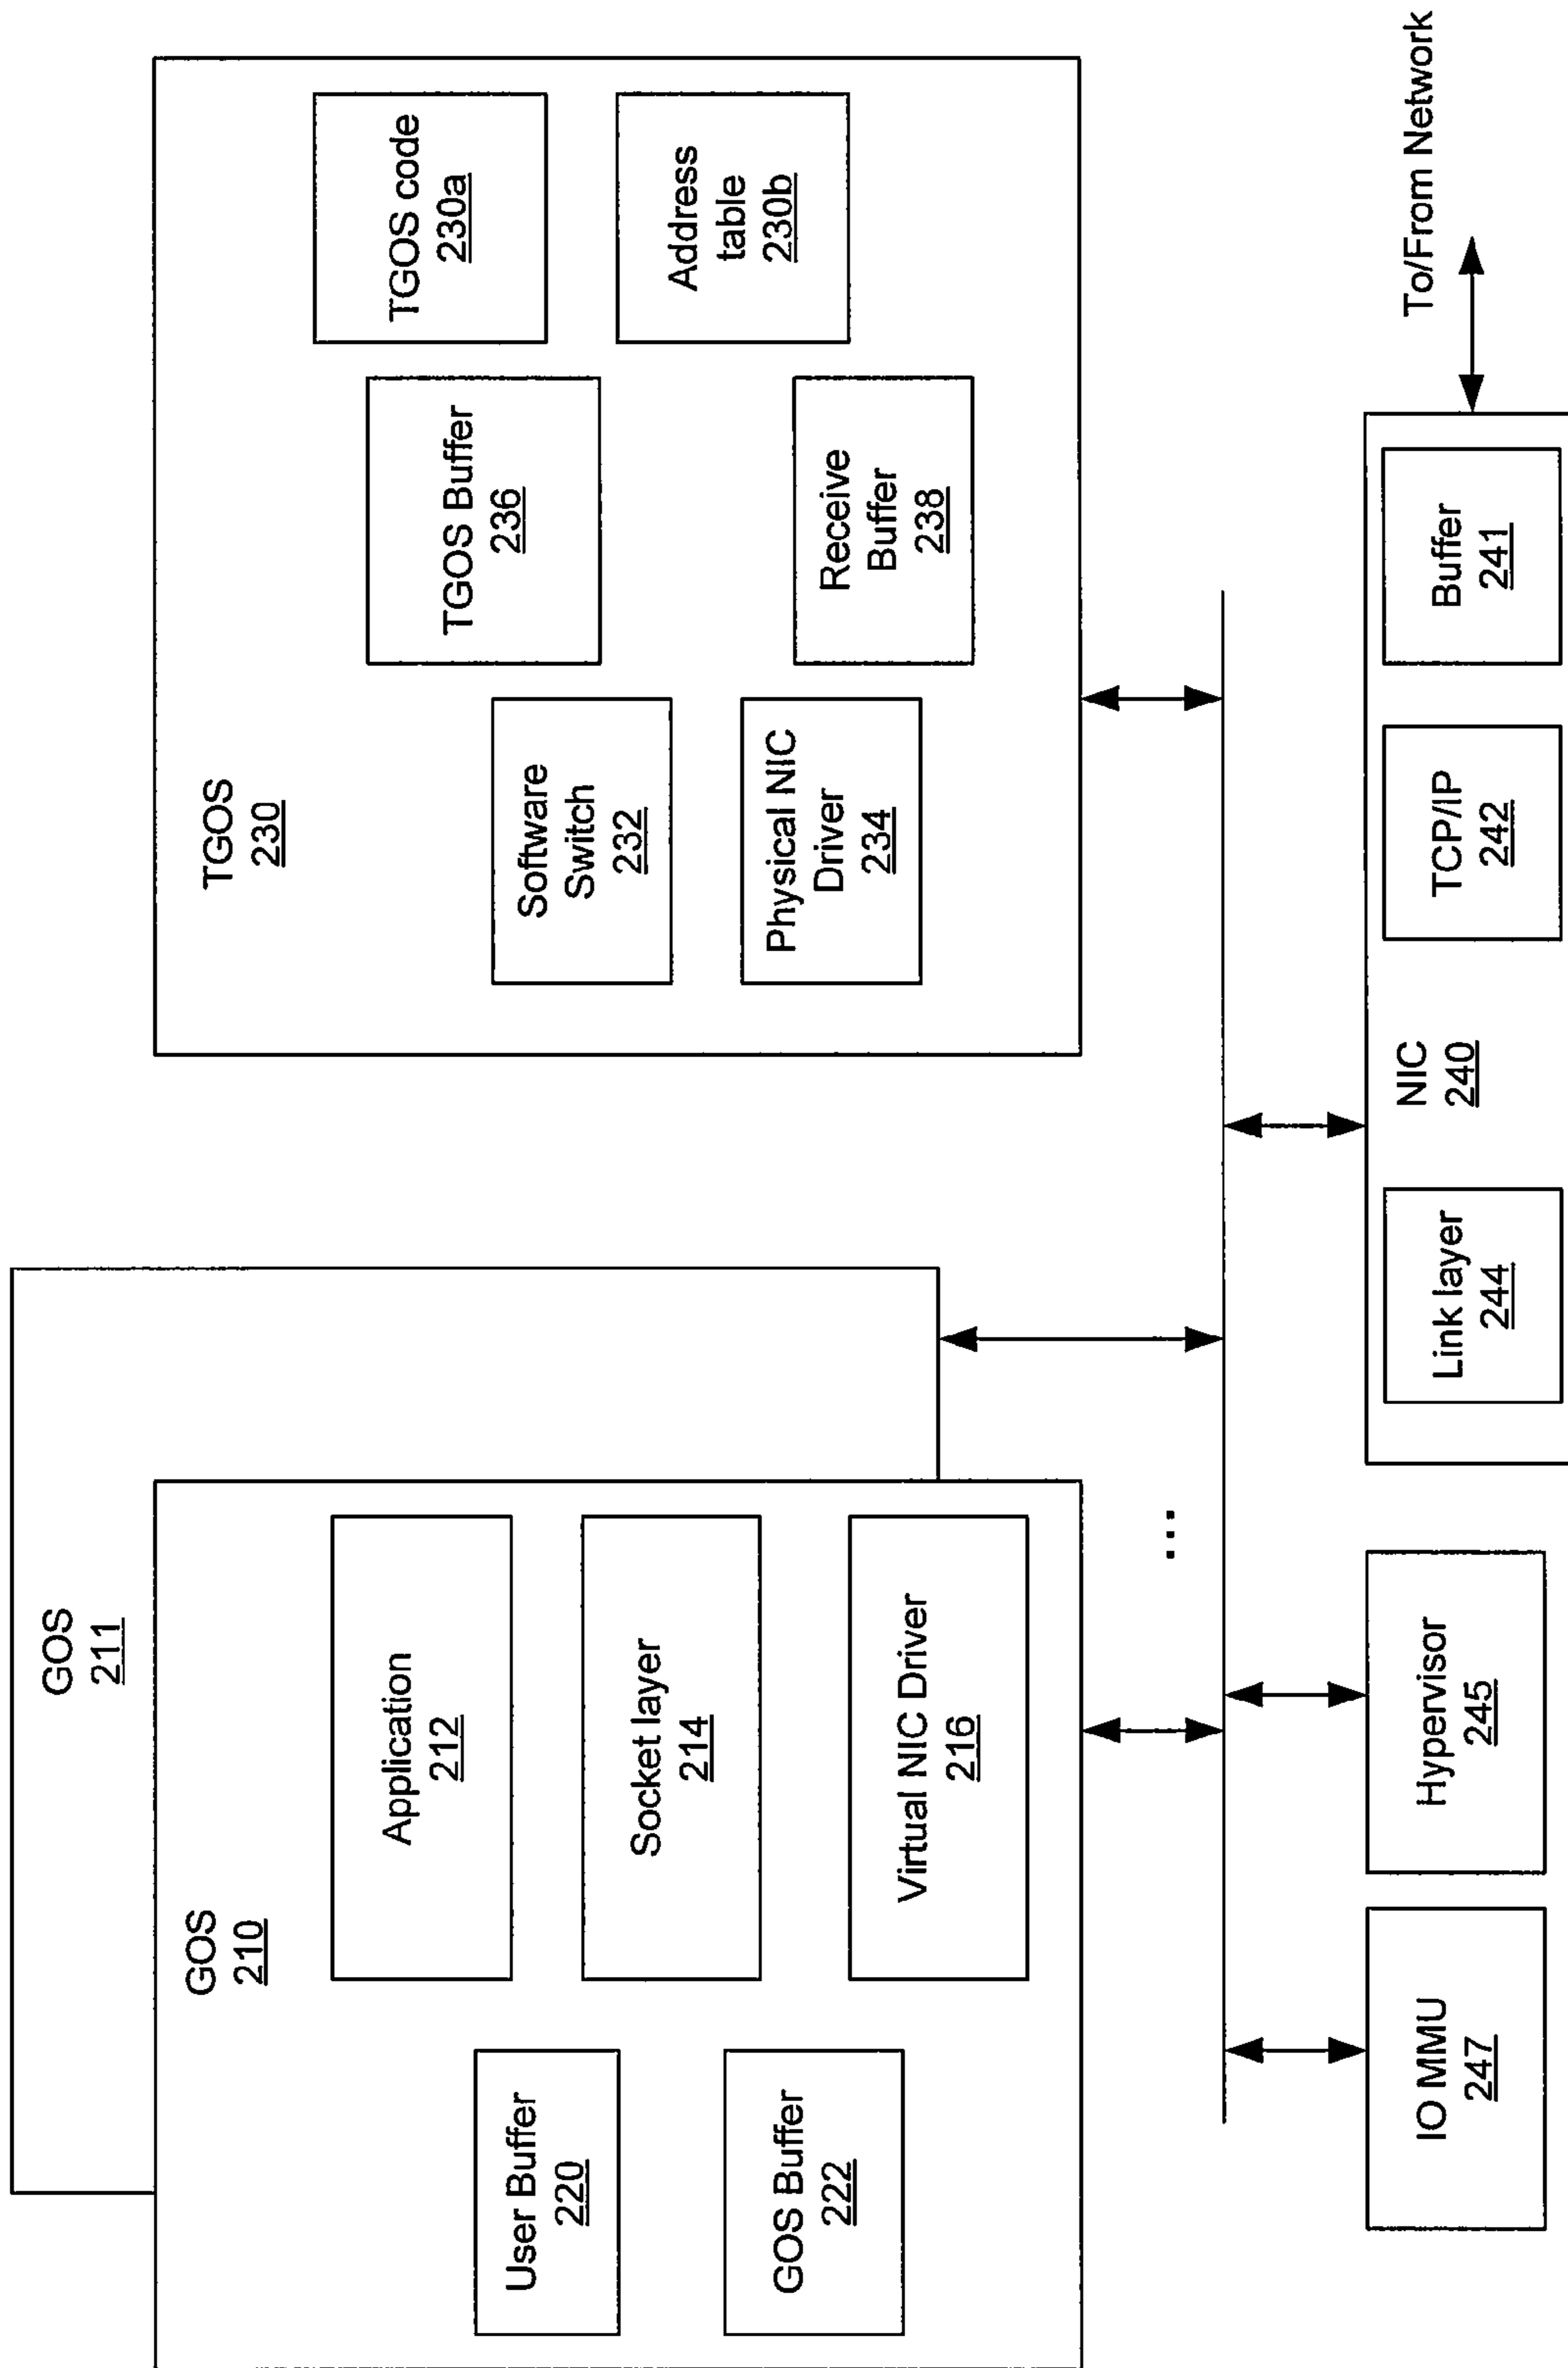 GOS
211
GOS
210
User Buffer
220
GOS Buffer
222
Application
212
Socket layer
214
Virtual NIC Driver
216
TGOS
230
Software
Switch
232
Physical NIC
Driver
234
TGOS Buffer
236
Receive
Buffer
238
TGOS code
230a
Address
table
230b
...
IO MMU
247
Hypervisor
245
Link layer
244
NIC
240
TCP/IP
242
Buffer
241
To/From Network